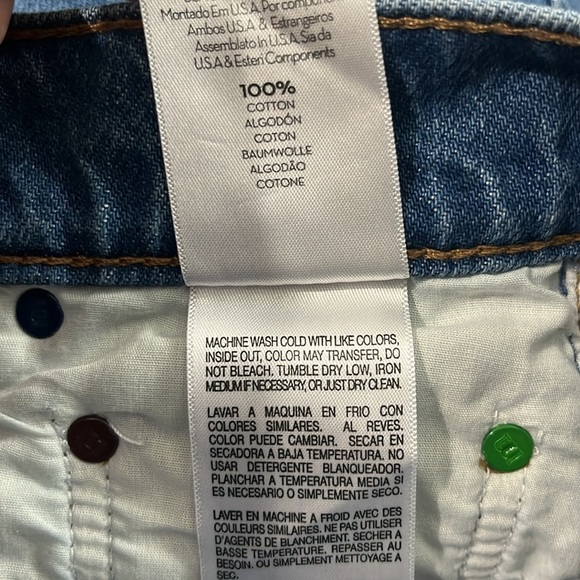 Montado Em U.S.A Por compon
Ambos U.S.A & Estrangeiros
Assemblato In U.S.A. Sia da
U.S.A & Esteri Components
100%
COTTON
ALGODÓN
COTON
BAUMWOLLE
ALGODÃO
COTONE
MACHINE WASH COLD WITH LIKE COLORS,
INSIDE OUT, COLOR MAY TRANSFER, DO
NOT BLEACH. TUMBLE DRY LOW, IRON
MEDIUM IF NECESSARY, OR JUST DRY CLEAN.
LAVAR A MAQUINA EN FRIO CON
COLORES SIMILARES. AL REVES.
COLOR PUEDE CAMBIAR. SECAR EN
SECADORA A BAJA TEMPERATURA. NO
USAR DETERGENTE BLANQUEADOR.
PLANCHAR A TEMPERATURA MEDIA SI
ES NECESARIO O SIMPLEMENTE SECO.
LAVER EN MACHINE A FROID AVEC DES
COULEURS SIMILAIRES. NE PAS UTILISER
D'AGENTS DE BLANCHIMENT. SECHER A
BASSE TEMPERATURE. REPASSER AU
BESOIN. OU SIMPLEMENT NETTOYAGE A
SEC.